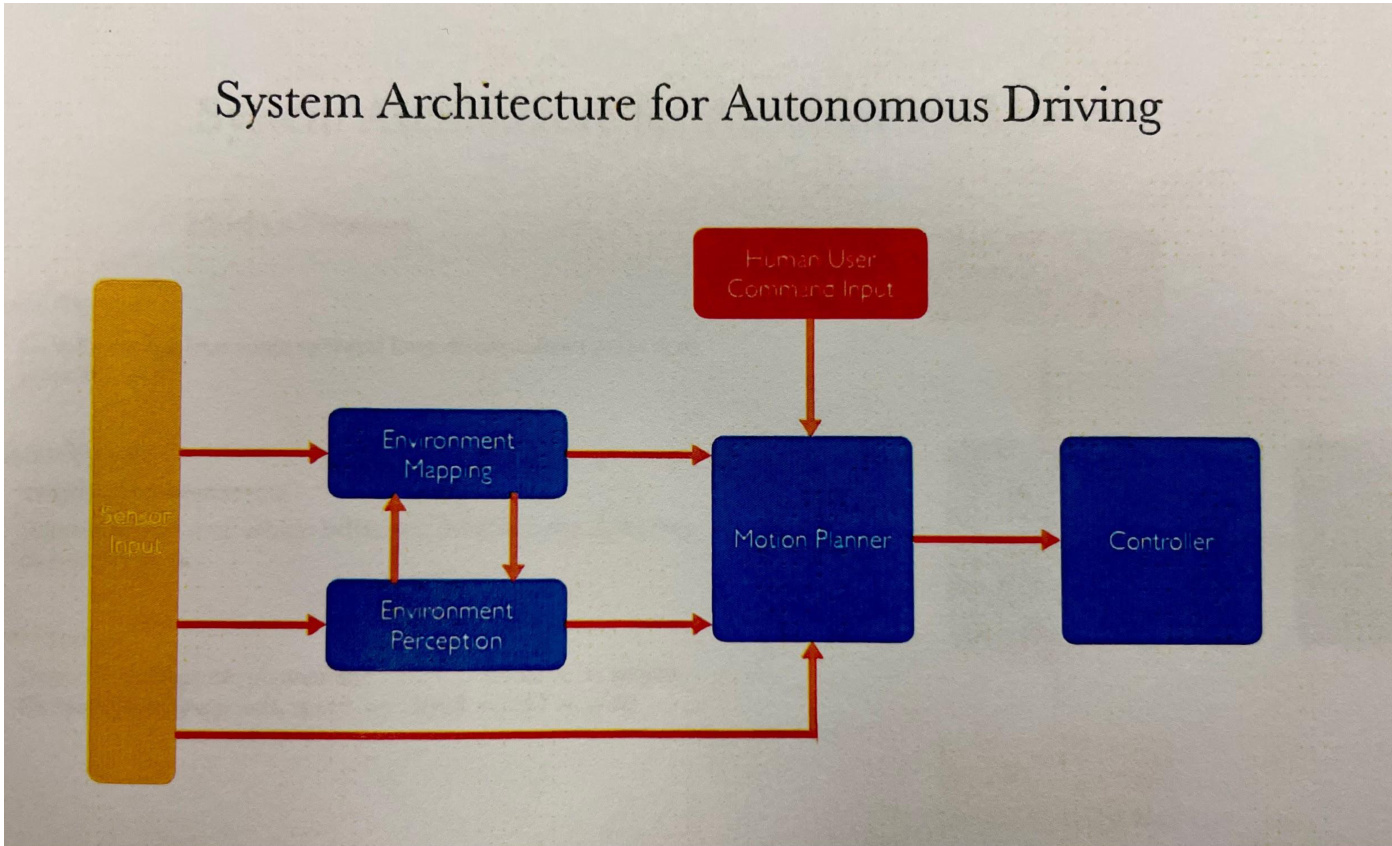 System Architecture for Autonomous Driving
Human User
Command Input
Environment
Mapping
Sensor
Input
Motion Planner
Controller
Environment
Perception